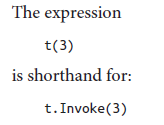 The expression
t(3)
is shorthand for:
t.Invoke(3)